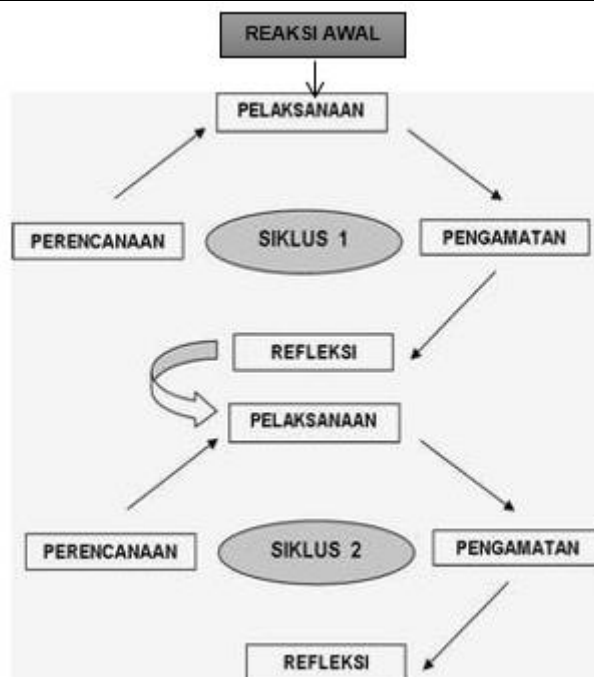 REAKSI AWAL
PELAKSANAAN
PERENCANAAN
SIKLUS 1
PENGAMATAN
REFLEKSI
PELAKSANAAN
PERENCANAAN
SIKLUS 2
PENGAMATAN
REFLEKSI